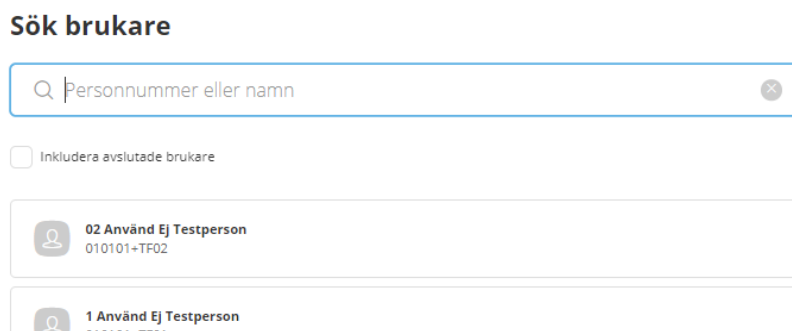 Sök brukare
Personnummer eller namn
Inkludera avslutade brukare
02 Använd Ej Testperson
010101+TF02
1 Använd Ej Testperson